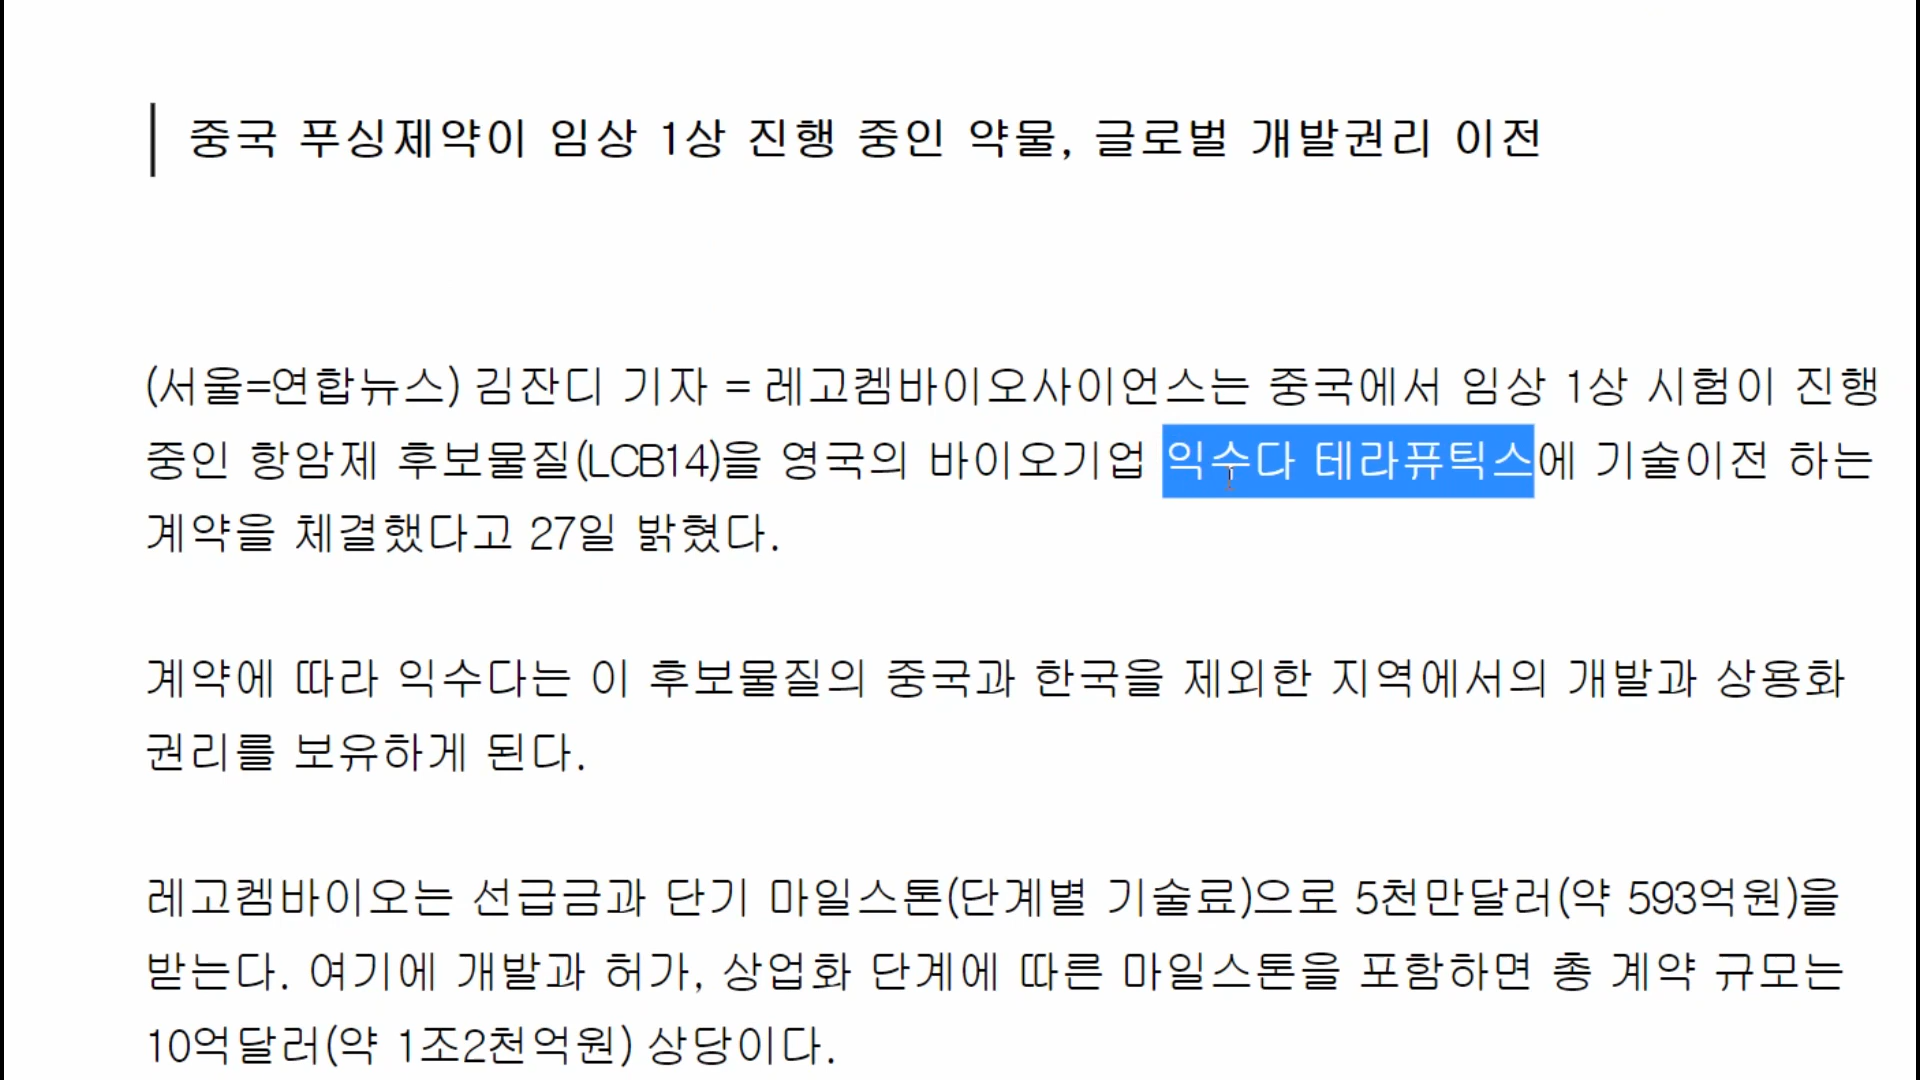 중국 푸싱제약이 임상 1상 진행 중인 약물, 글로벌 개발권리 이전
(서울=연합뉴스) 김잔디 기자 = 레고켐바이오사이언스는 중국에서 임상 1상 시험이 진행
중인 항암제 후보물질(LCB14)을 영국의 바이오기업 익수다 테라퓨틱스에 기술이전 하는
계약을 체결했다고 27일 밝혔다.
계약에 따라 익수다는 이 후보물질의 중국과 한국을 제외한 지역에서의 개발과 상용화
권리를 보유하게 된다.
레고켐바이오는 선급금과 단기 마일스톤(단계별 기술료)으로 5천만달러(약 593억원)을
받는다. 여기에 개발과 허가, 상업화 단계에 따른 마일스톤을 포함하면 총 계약 규모는
10억달러(약 1조2천억원) 상당이다.